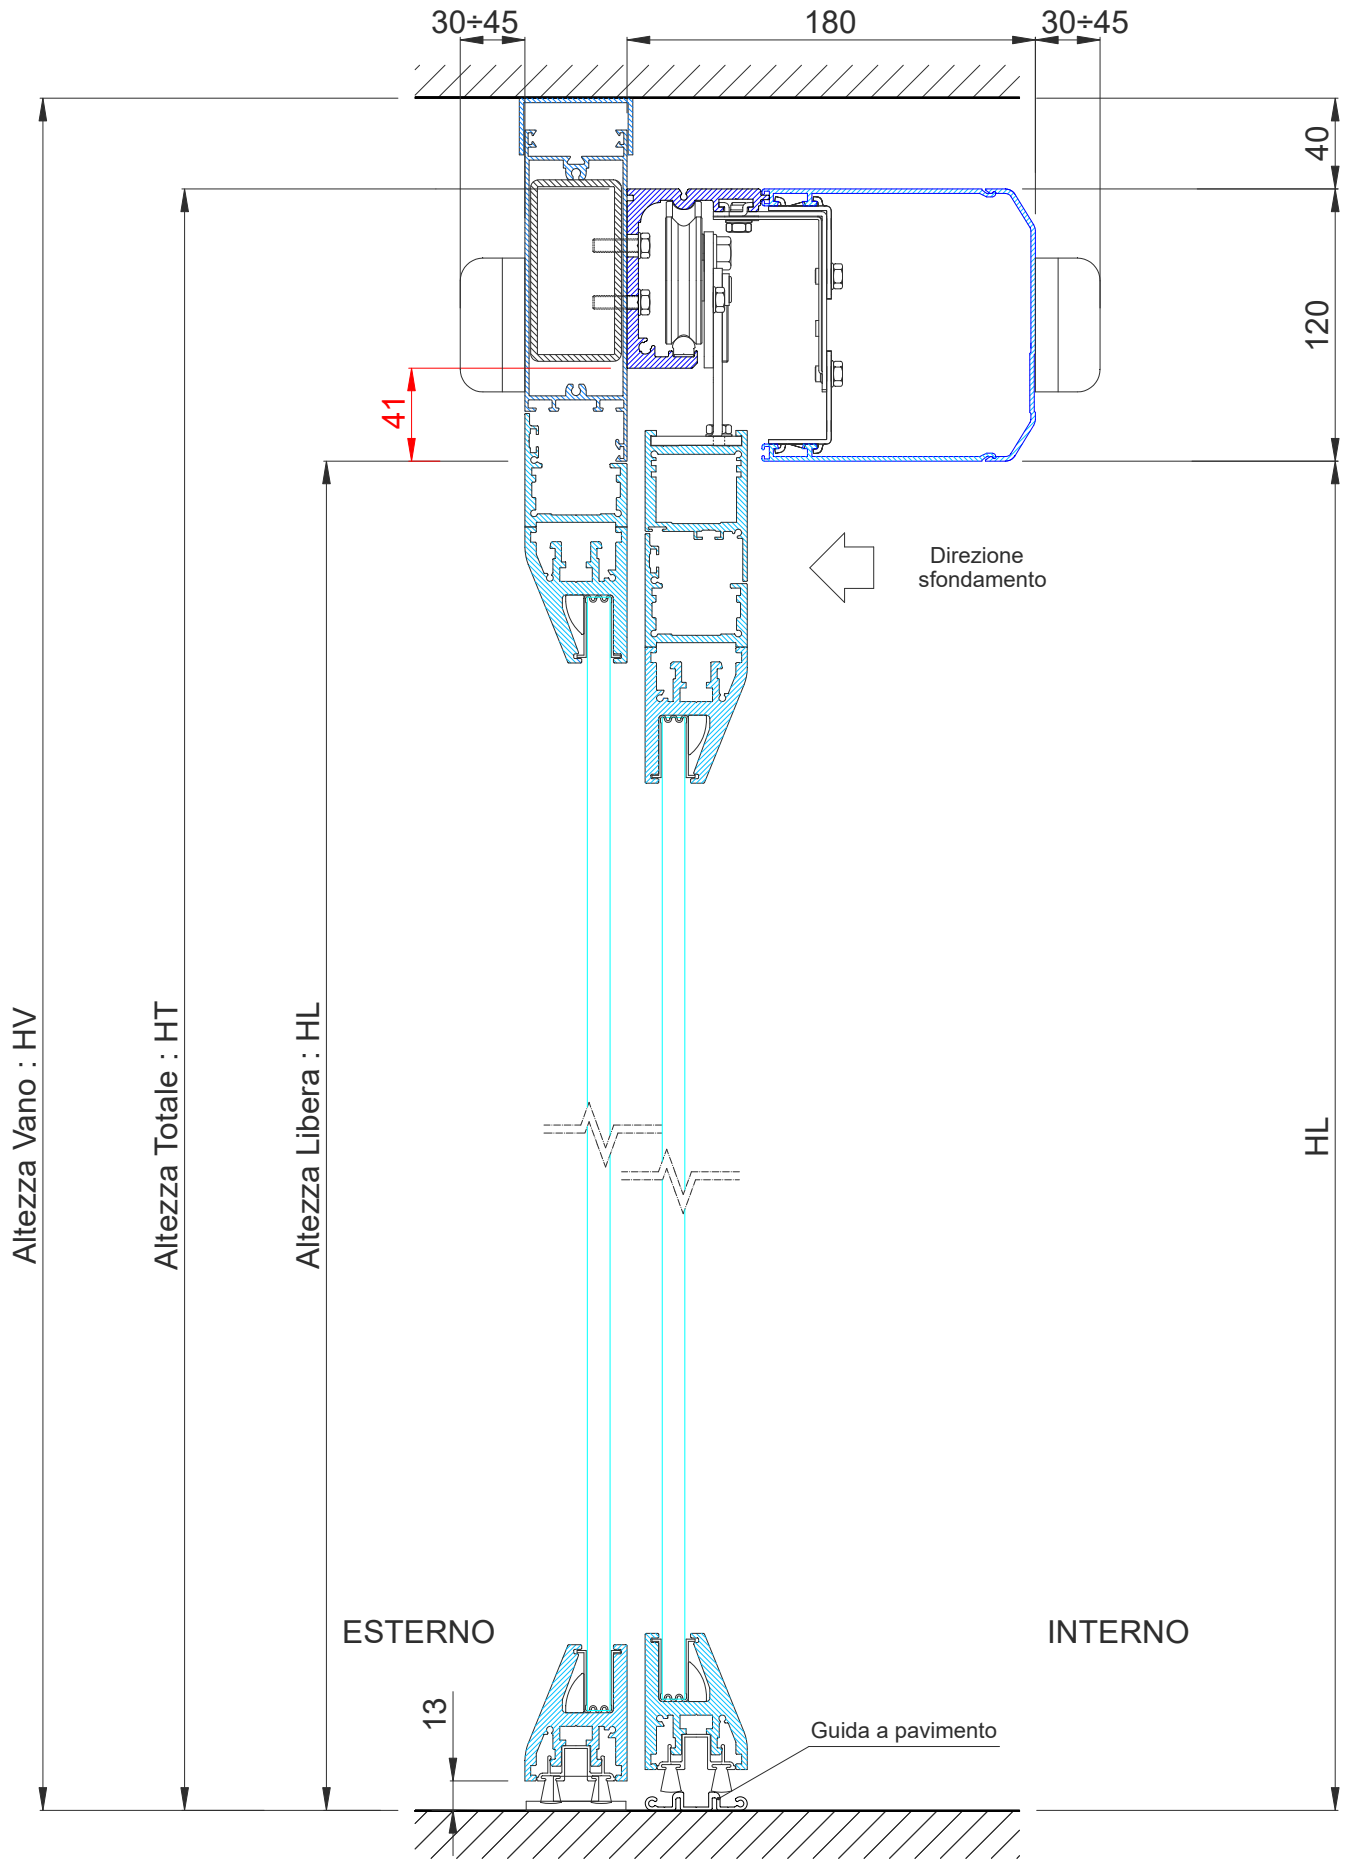 30÷45
180
30÷45
40
120
41
Direzione
sfondamento
Altezza Vano : HV
Altezza Totale : HT
Altezza Libera : HL
HL
ESTERNO
INTERNO
13
Guida a pavimento